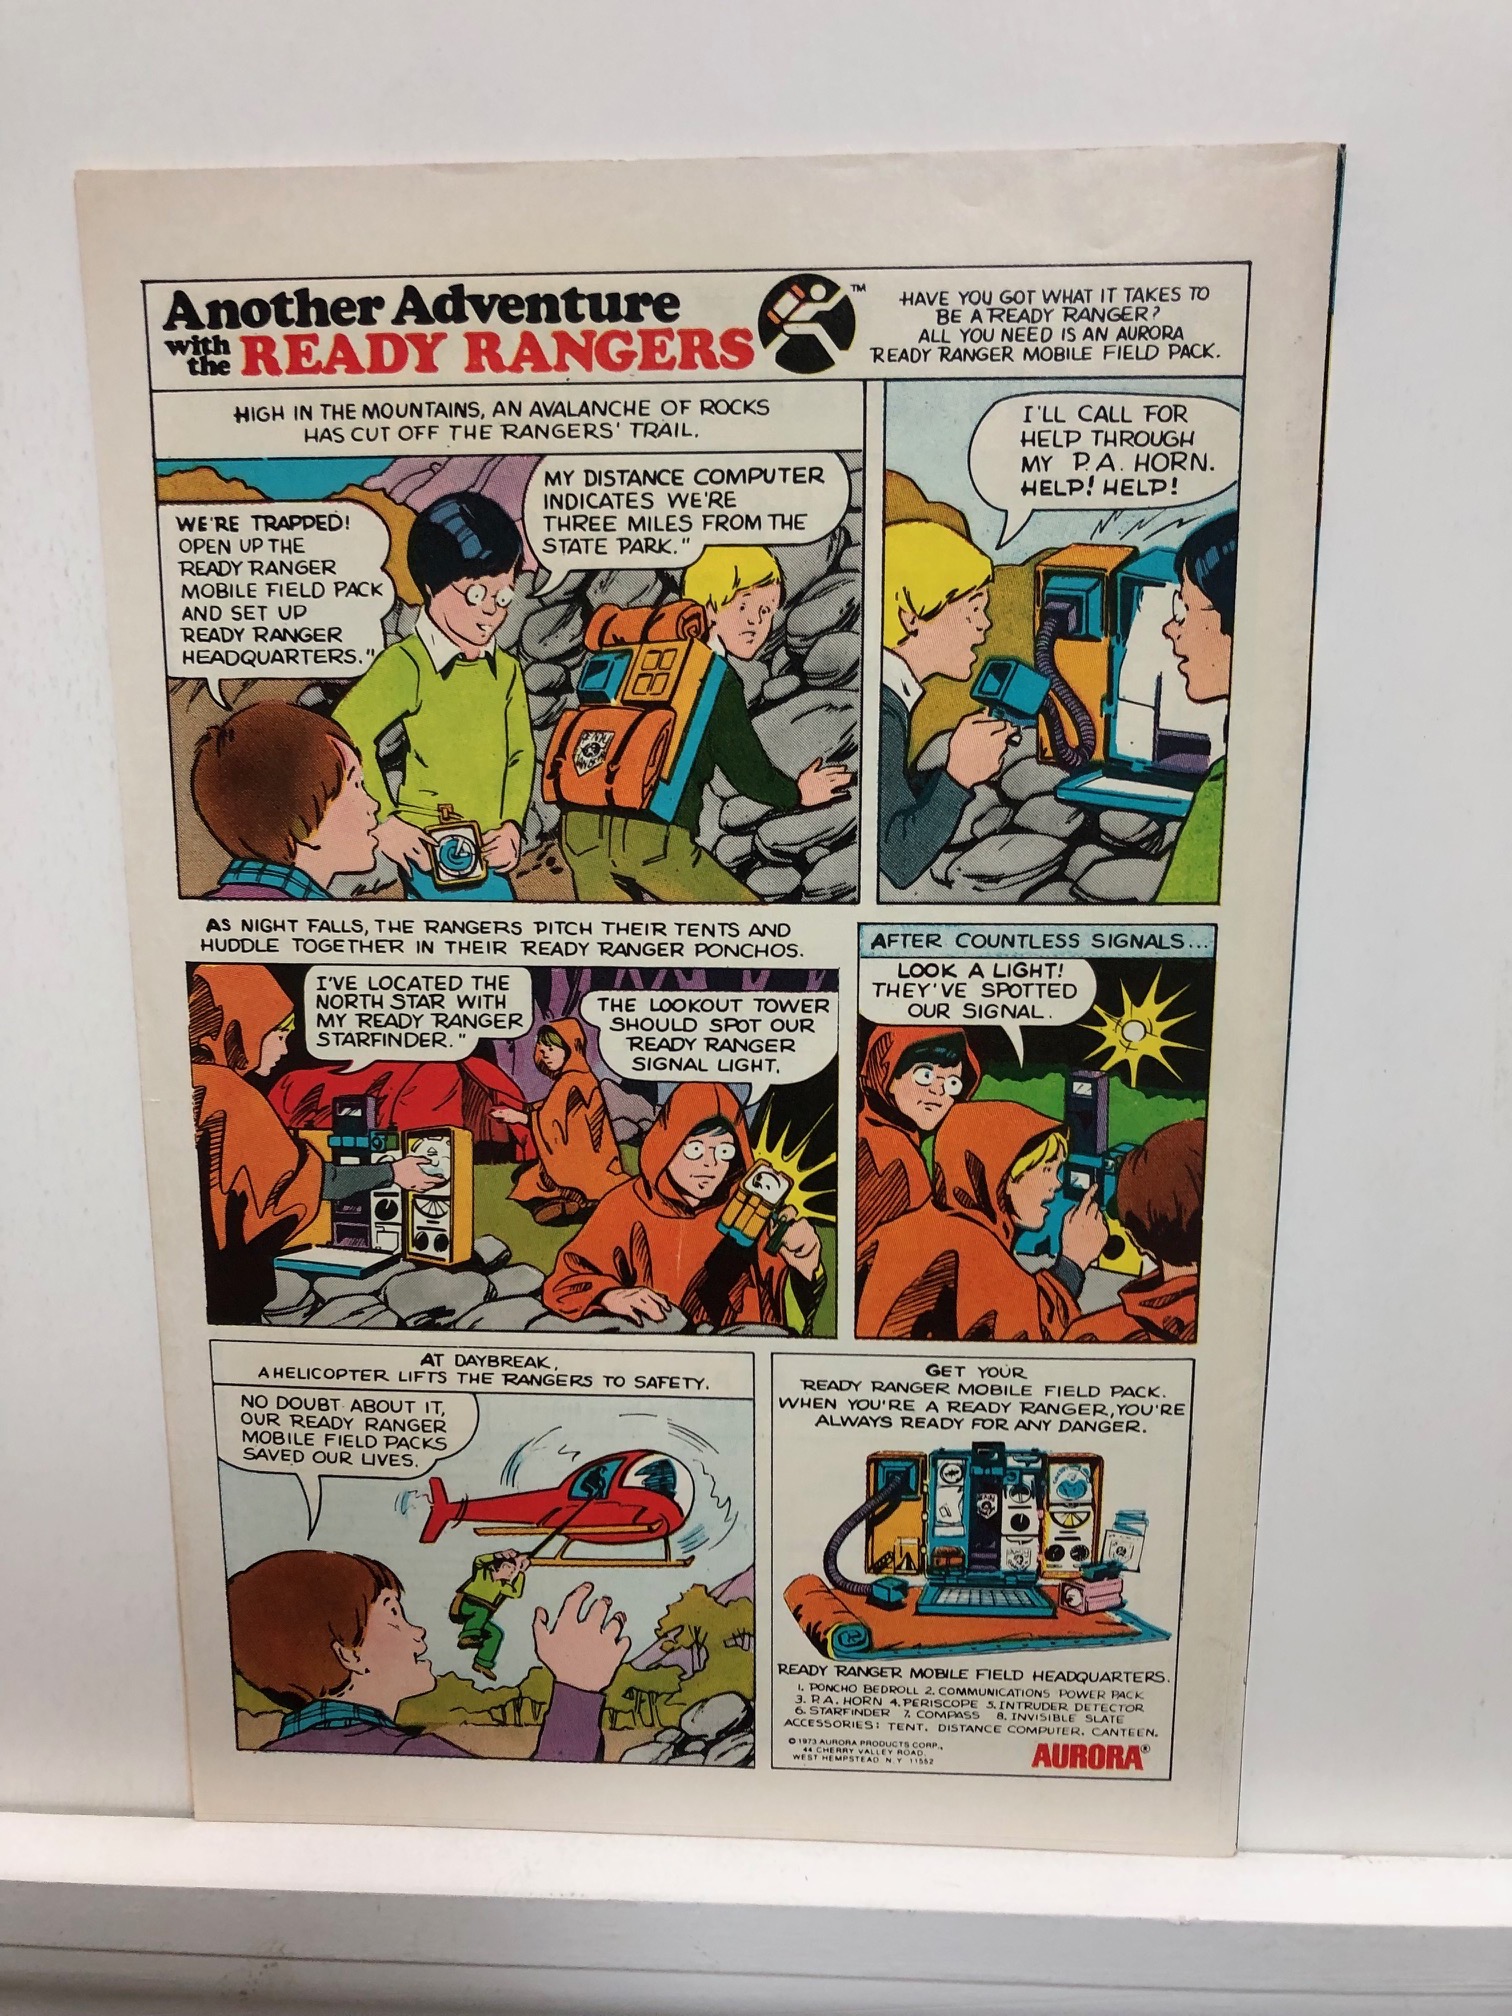 Another Adventure
with the READY RANGERS
TM
HAVE YOU GOT WHAT IT TAKES TO
BE A READY RANGER?
ALL YOU NEED IS AN AURORA
READY RANGER MOBILE FIELD PACK.
HIGH IN THE MOUNTAINS, AN AVALANCHE OF ROCKS
HAS CUT OFF THE RANGERS' TRAIL.
WE'RE TRAPPED!
OPEN UP THE
READY RANGER
MOBILE FIELD PACK
AND SET UP
READY RANGER
HEADQUARTERS."
MY DISTANCE COMPUTER
INDICATES WE'RE
THREE MILES FROM THE
STATE PARK."
I'LL CALL FOR
HELP THROUGH
MY P.A. HORN.
HELP! HELP!
AS NIGHT FALLS, THE RANGERS PITCH THEIR TENTS AND
HUDDLE TOGETHER IN THEIR READY RANGER PONCHOS.
I'VE LOCATED THE
NORTH STAR WITH
MY READY RANGER
STARFINDER."
THE LOOKOUT TOWER
SHOULD SPOT OUR
READY RANGER
SIGNAL LIGHT.
AFTER COUNTLESS SIGNALS...
LOOK A LIGHT!
THEY'VE SPOTTED
OUR SIGNAL.
AT DAYBREAK,
A HELICOPTER LIFTS THE RANGERS TO SAFETY.
NO DOUBT ABOUT IT,
OUR READY RANGER
MOBILE FIELD PACKS
SAVED OUR LIVES.
GET YOUR
READY RANGER MOBILE FIELD PACK.
WHEN YOU'RE A READY RANGER, YOU'RE
ALWAYS READY FOR ANY DANGER.
READY RANGER MOBILE FIELD HEADQUARTERS.
1. PONCHO BEDROLL 2. COMMUNICATIONS POWER PACK
3. P.A. HORN 4. PERISCOPE 5. INTRUDER DETECTOR
6. STARFINDER 7. COMPASS 8. INVISIBLE SLATE
ACCESSORIES: TENT, DISTANCE COMPUTER, CANTEEN.
© 1973 AURORA PRODUCTS CORP.,
44 CHERRY VALLEY ROAD,
WEST HEMPSTEAD N.Y 11552
AURORA®